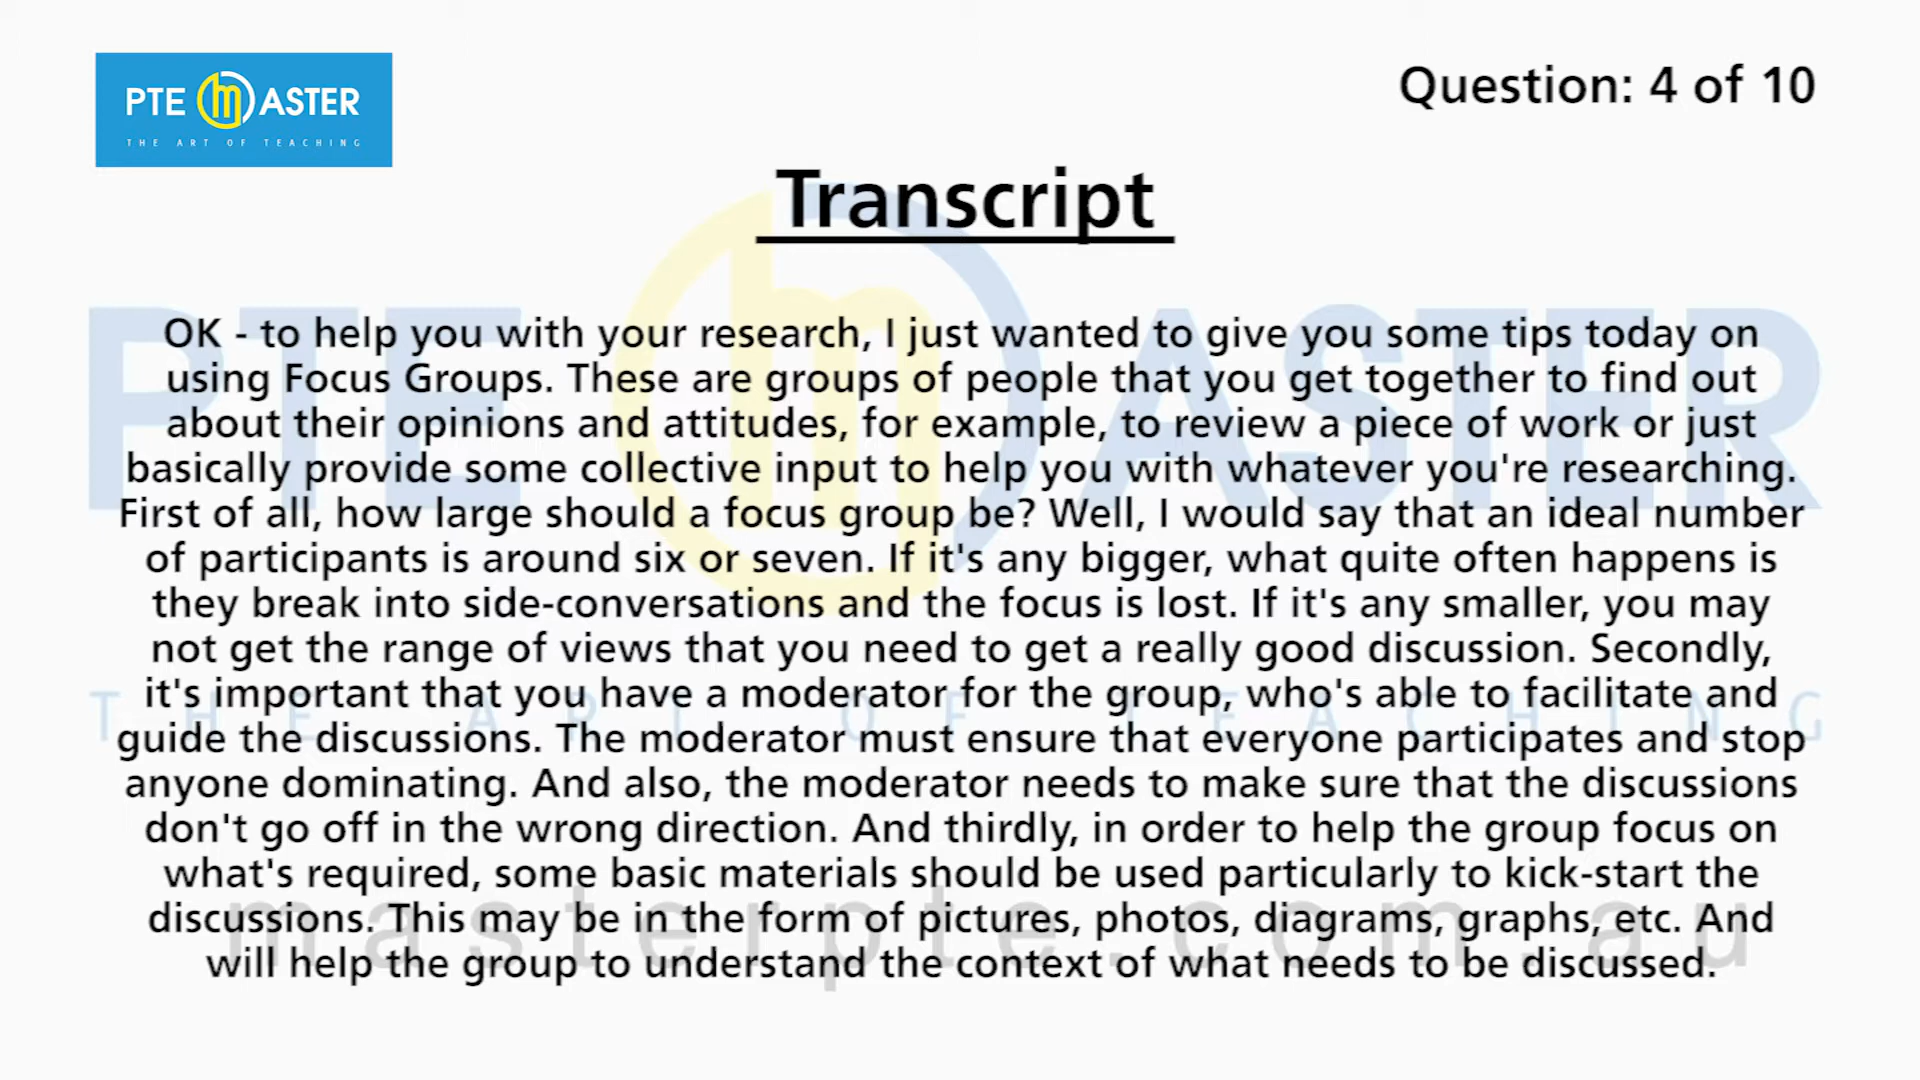 PTE MASTER
THE ART OF TEACHING
Question: 4 of 10
Transcript
OK - to help you with your research, I just wanted to give you some tips today on
using Focus Groups. These are groups of people that you get together to find out
about their opinions and attitudes, for example, to review a piece of work or just
basically provide some collective input to help you with whatever you're researching.
First of all, how large should a focus group be? Well, I would say that an ideal number
of participants is around six or seven. If it's any bigger, what quite often happens is
they break into side-conversations and the focus is lost. If it's any smaller, you may
not get the range of views that you need to get a really good discussion. Secondly,
it's important that you have a moderator for the group, who's able to facilitate and
guide the discussions. The moderator must ensure that everyone participates and stop
anyone dominating. And also, the moderator needs to make sure that the discussions
don't go off in the wrong direction. And thirdly, in order to help the group focus on
what's required, some basic materials should be used particularly to kick-start the
discussions. This may be in the form of pictures, photos, diagrams, graphs, etc. And
will help the group to understand the context of what needs to be discussed.
PTE MASTER
THE ART OF TEACHING
masterpte.com.au